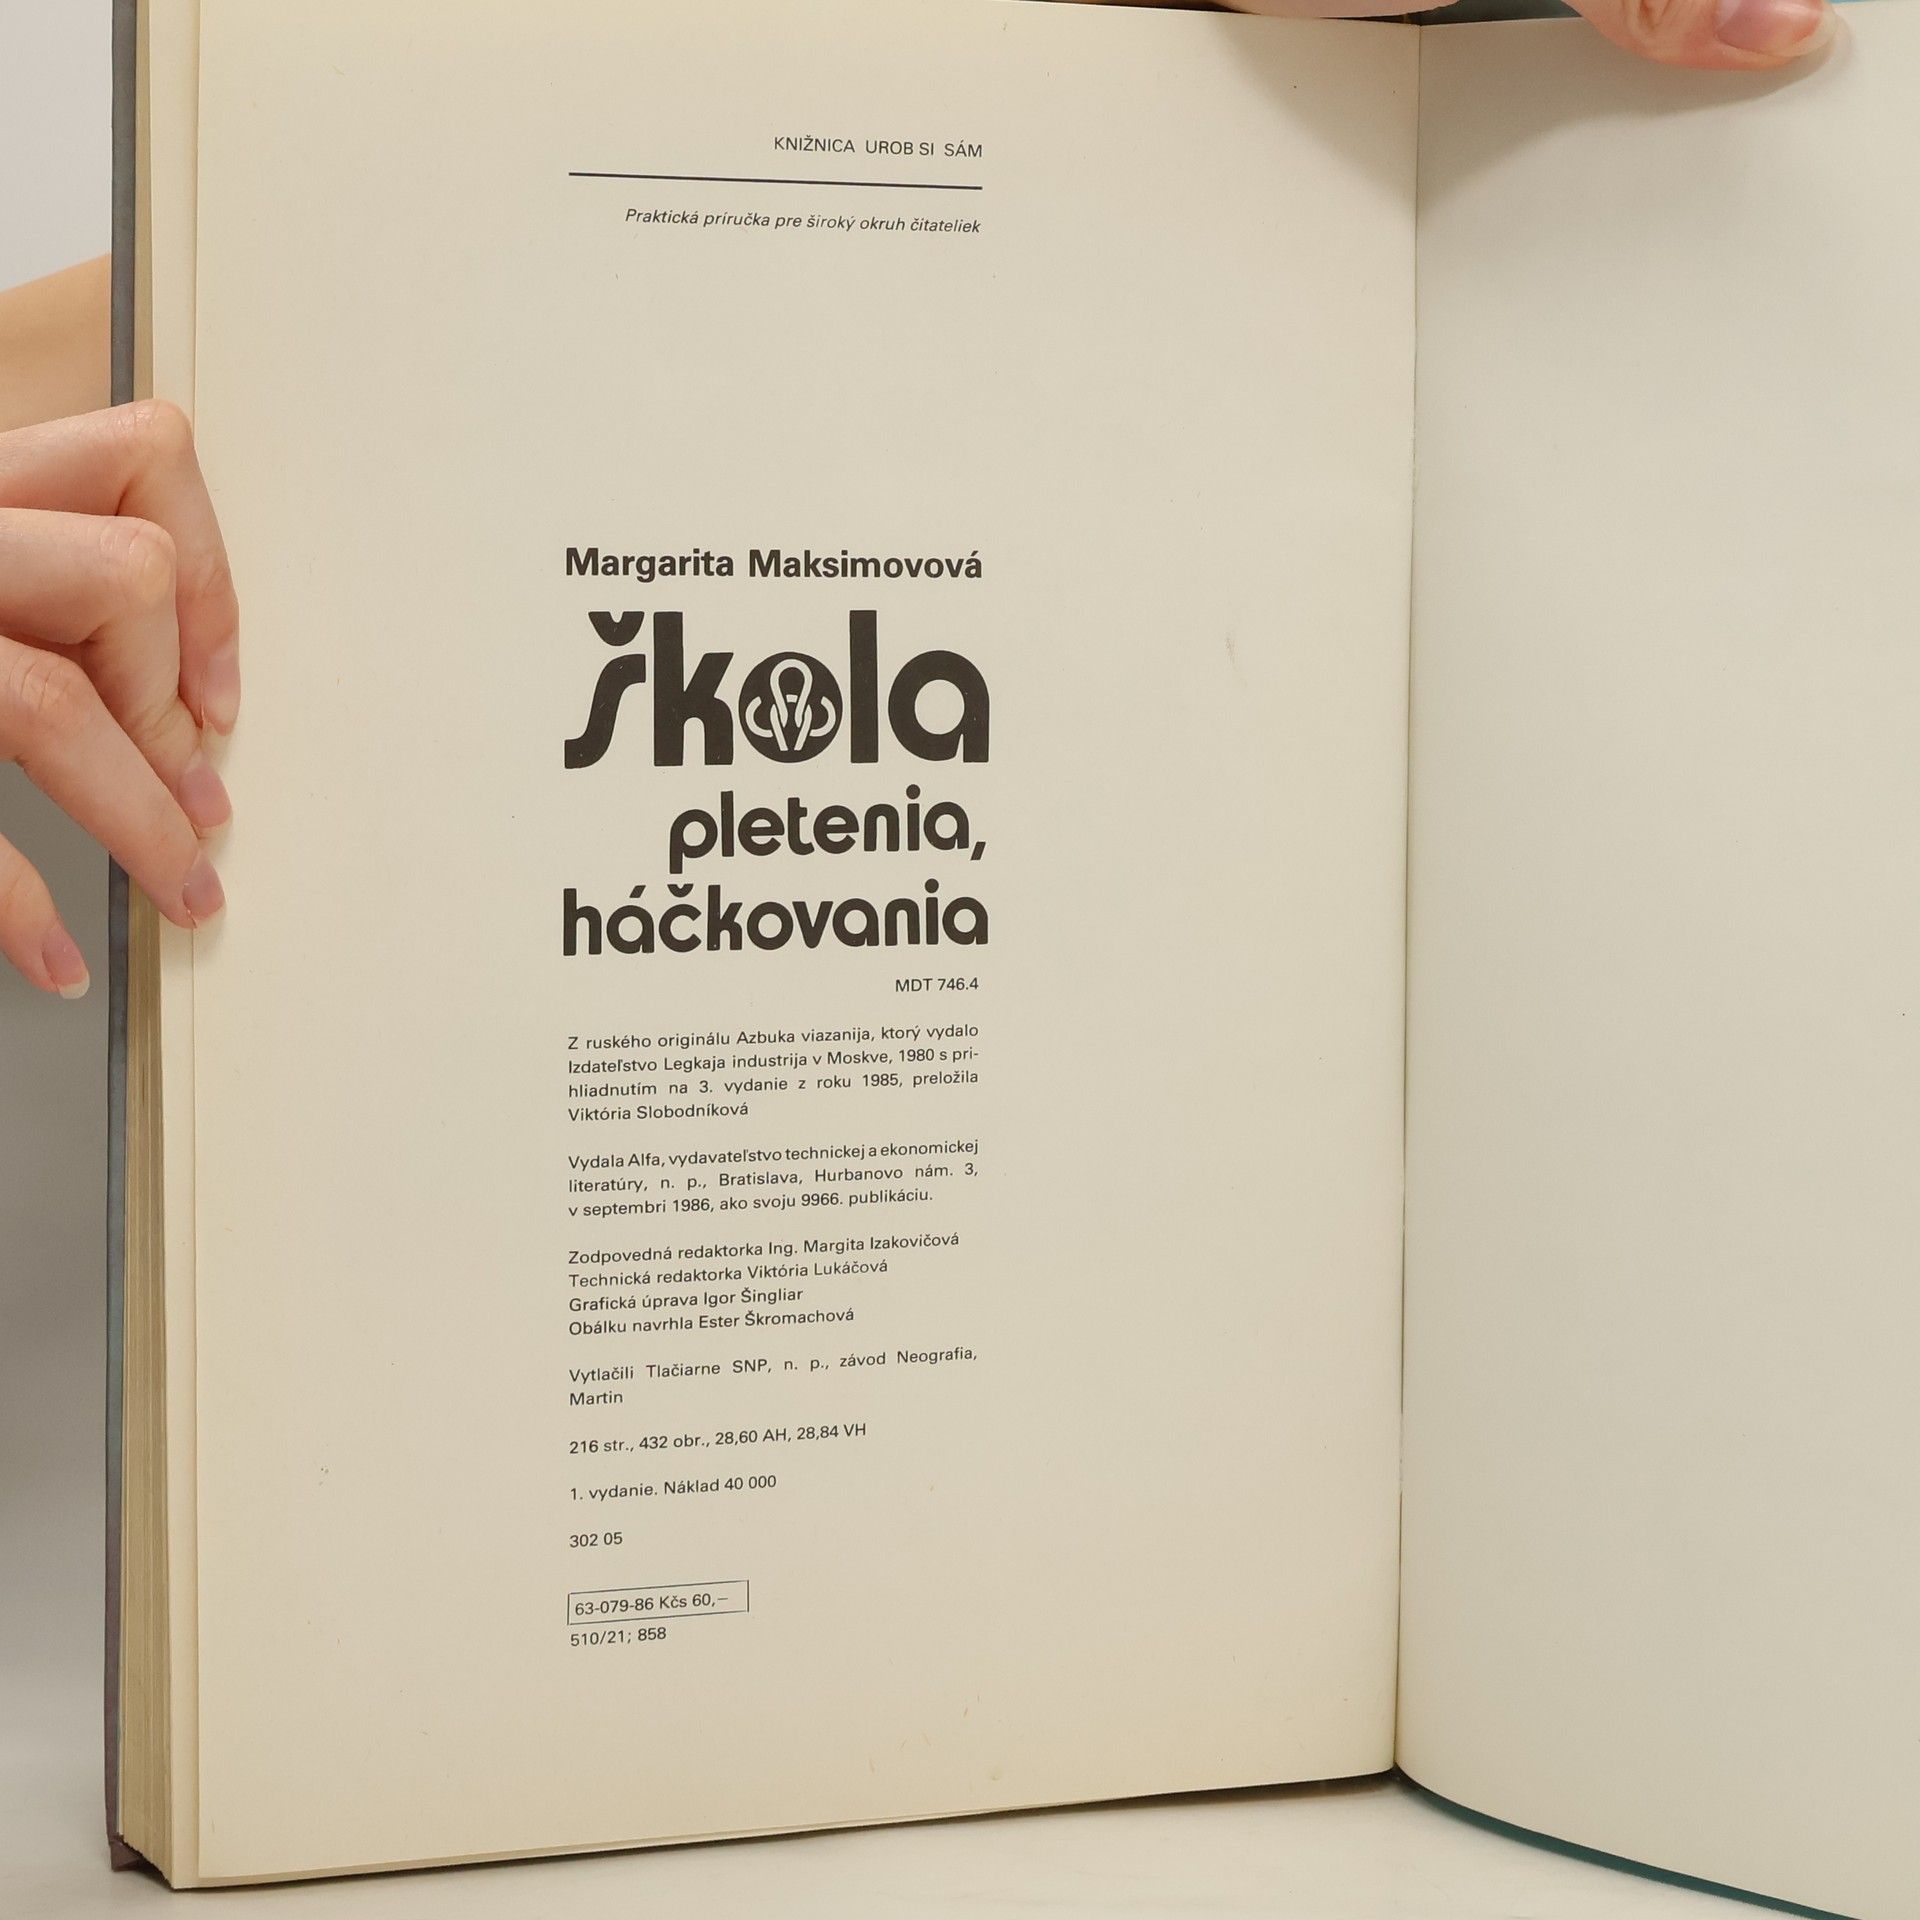 KNIŽNICA UROB SI SÁM
Praktická príručka pre široký okruh čitateliek
Margarita Maksimovová
škola
pletenia,
háčkovania
MDT 746.4
Z ruského originálu Azbuka viazanija, ktorý vydalo
Izdateľstvo Legkaja industrija v Moskve, 1980 s pri-
hliadnutím na 3. vydanie z roku 1985, preložila
Viktória Slobodníková
Vydala Alfa, vydavateľstvo technickej a ekonomickej
literatúry, n. p., Bratislava, Hurbanovo nám. 3,
v septembri 1986, ako svoju 9966. publikáciu.
Zodpovedná redaktorka Ing. Margita Izakovičová
Technická redaktorka Viktória Lukáčová
Grafická úprava Igor Šingliar
Obálku navrhla Ester Škromachová
Vytlačili Tlačiarne SNP, n. p., závod Neografia,
Martin
216 str., 432 obr., 28,60 AH, 28,84 VH
1. vydanie. Náklad 40 000
302 05
63-079-86 Kčs 60,—
510/21; 858